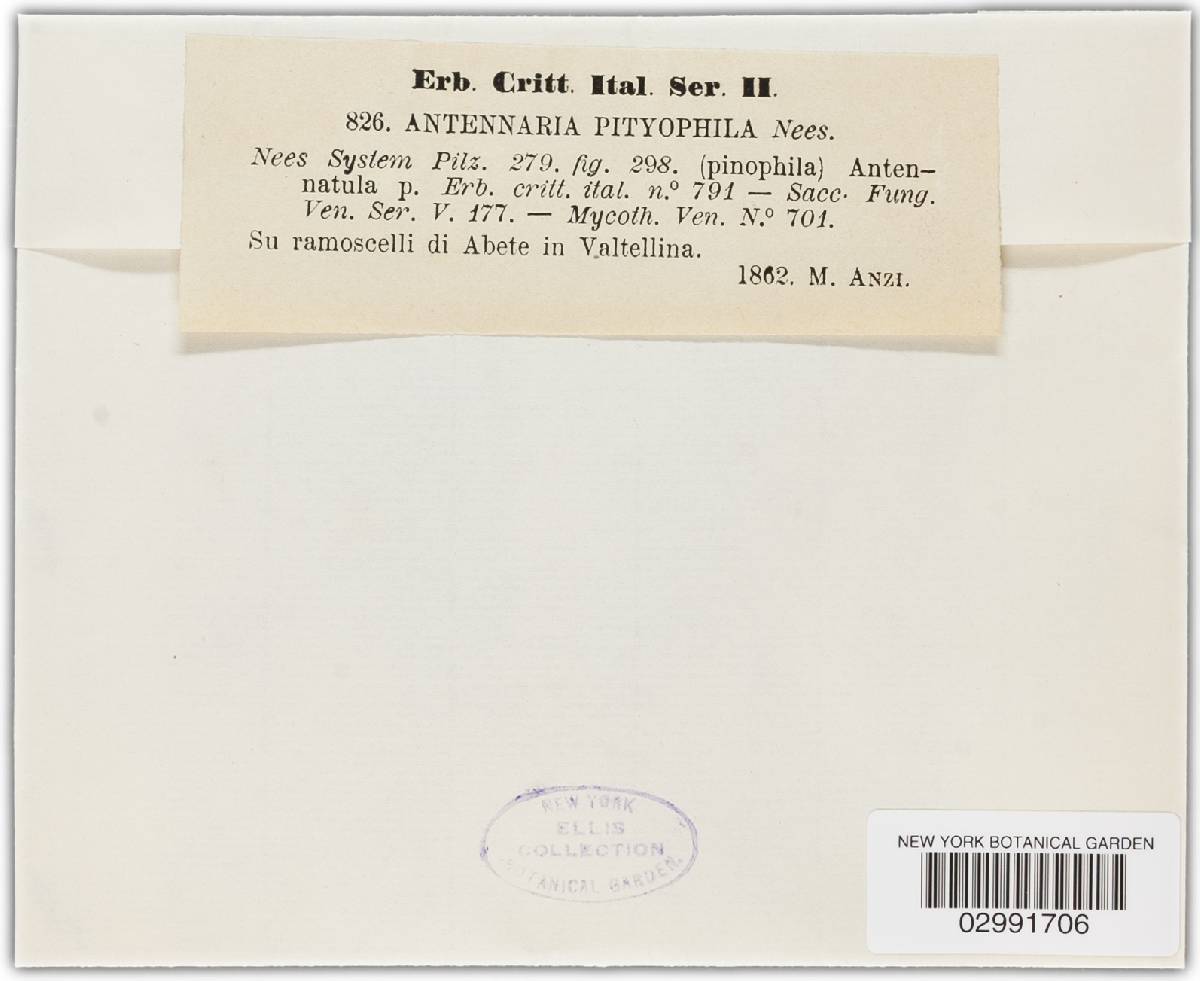 Erb. Critt. Ital. Ser. II.
826. ANTENNARIA PITYOPHILA Nees.
Nees System Pilz. 279. fig. 298. (pinophila) Anten-
natula p. Erb. critt. ital. n.º 791 — Sacc. Fung.
Ven. Ser. V. 177. — Mycoth. Ven. N.º 701.
Su ramoscelli di Abete in Valtellina.
1862. M. ANZI.
NEW YORK
ELLIS
COLLECTION
BOTANICAL GARDEN.
NEW YORK BOTANICAL GARDEN
02991706